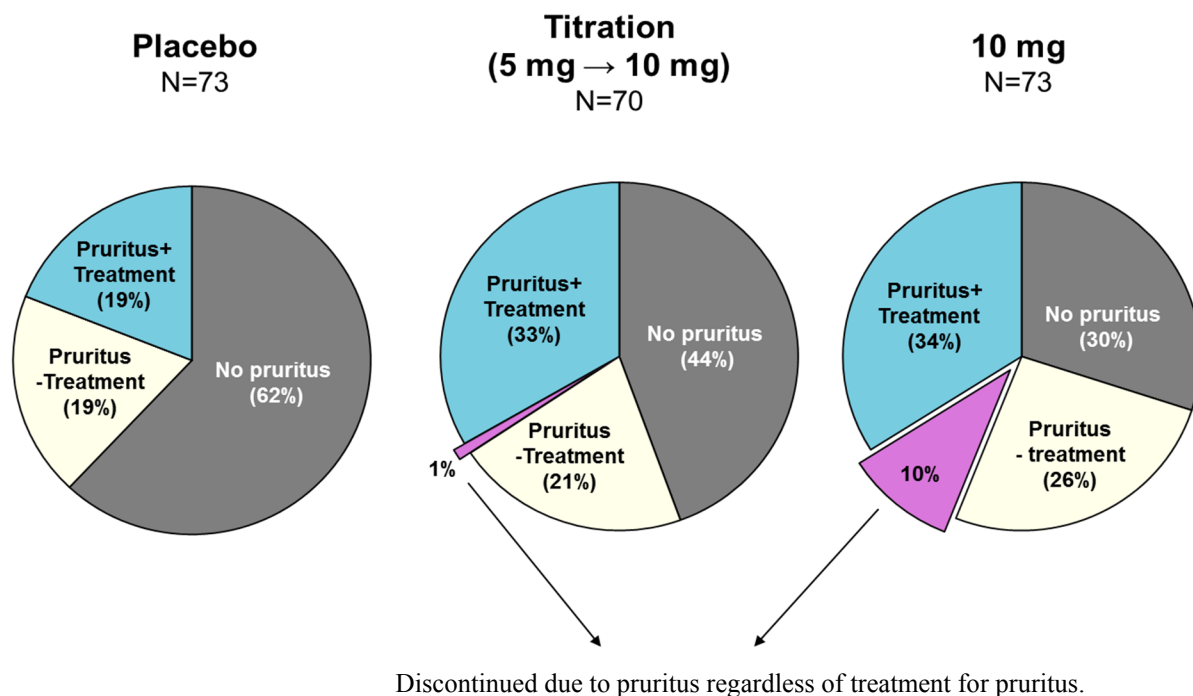 Placebo
N=73
Titration
(5 mg → 10 mg)
N=70
10 mg
N=73
Pruritus+
Treatment
(19%)
Pruritus
-Treatment
(19%)
No pruritus
(62%)
Pruritus+
Treatment
(33%)
No pruritus
(44%)
Pruritus
-Treatment
(21%)
1%
Pruritus+
Treatment
(34%)
No pruritus
(30%)
Pruritus
- treatment
(26%)
10%
Discontinued due to pruritus regardless of treatment for pruritus.